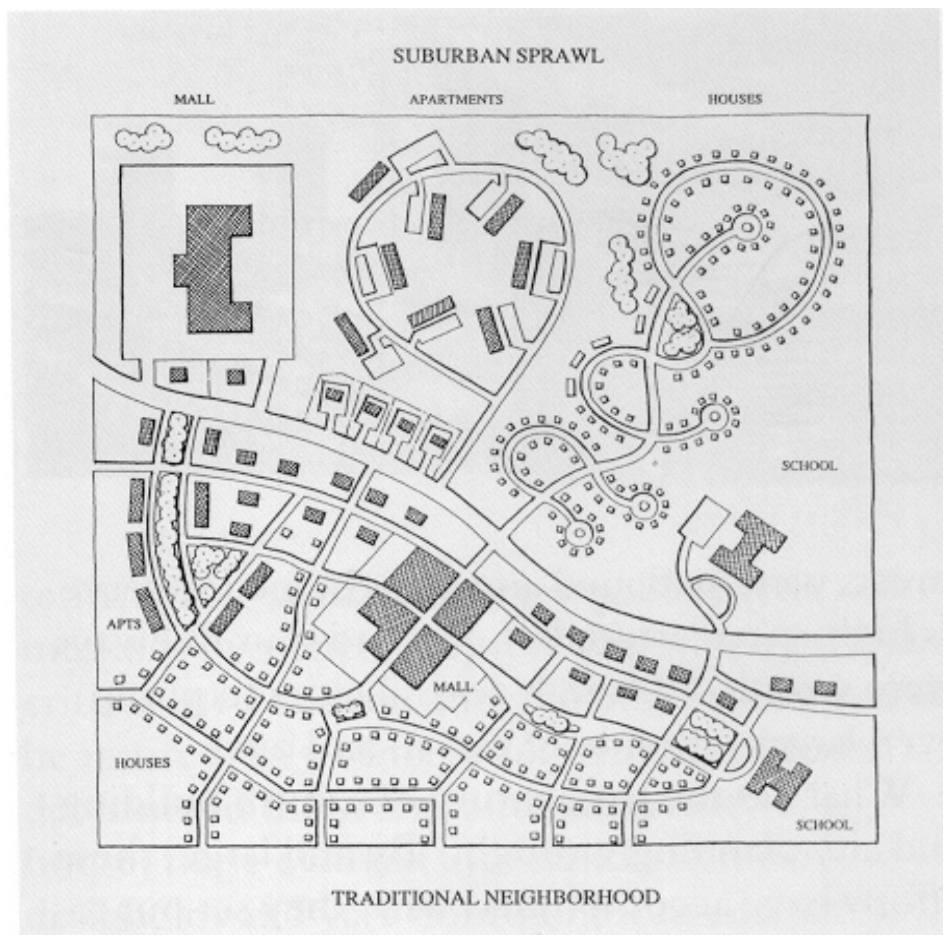 SUBURBAN SPRAWL
MALL APARTMENTS HOUSES
SCHOOL
APTS
MALL
HOUSES
SCHOOL
TRADITIONAL NEIGHBORHOOD